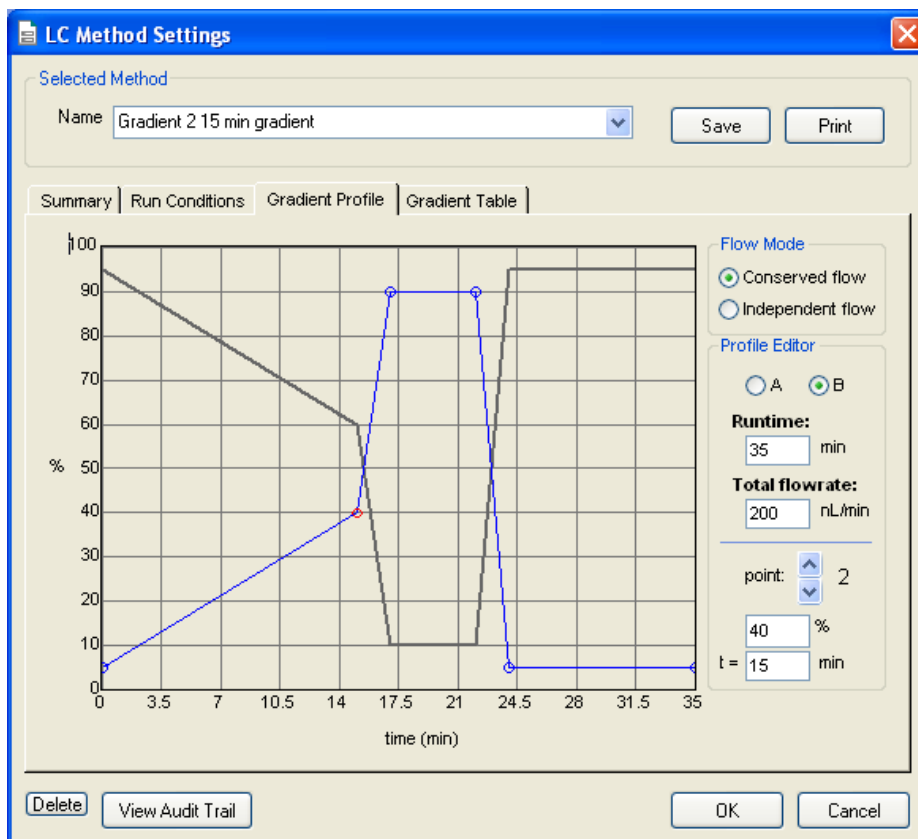 LC Method Settings
Selected Method
Name Gradient 2 15 min gradient Save Print
Summary Run Conditions Gradient Profile Gradient Table
100
90
80
70
60
%
50
40
30
20
10
0
0 3.5 7 10.5 14 17.5 21 24.5 28 31.5 35
time (min)
Flow Mode
Conserved flow
Independent flow
Profile Editor
A B
Runtime:
35 min
Total flowrate:
200 nL/min
point: 2
40 %
t = 15 min
Delete View Audit Trail OK Cancel